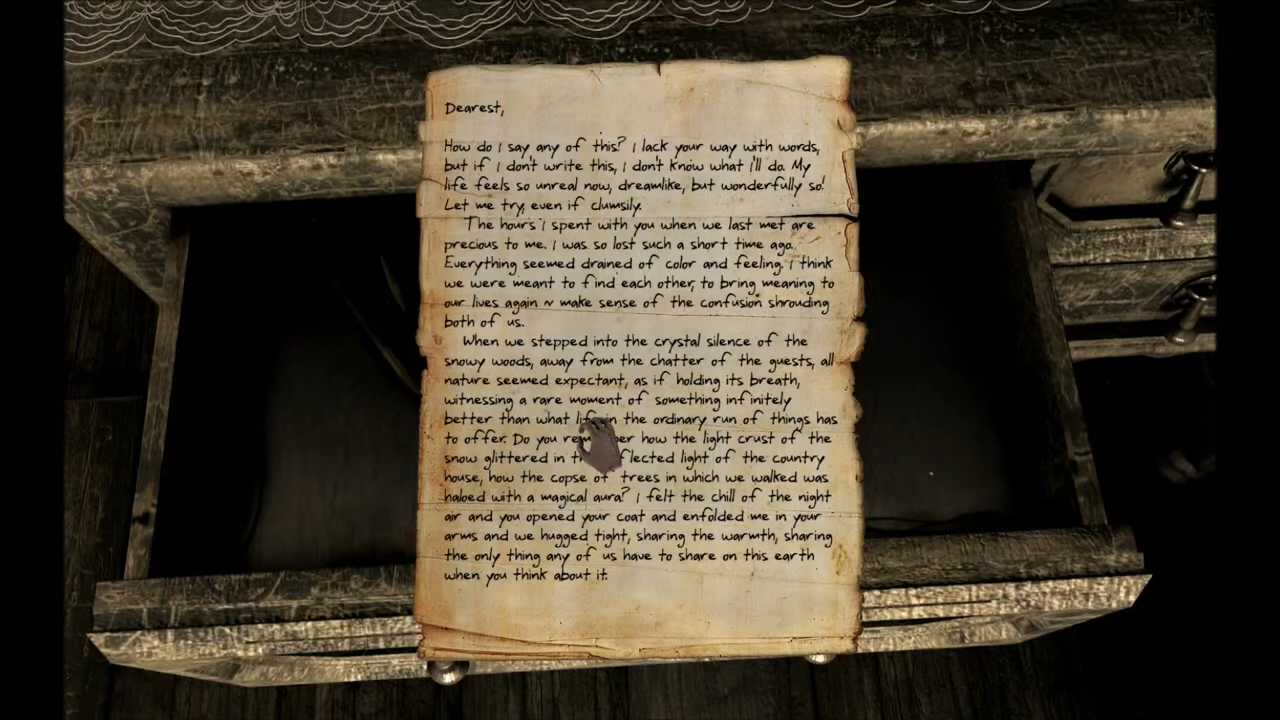 Dearest,
How do I say any of this? I lack your way with words,
but if I don't write this, I don't know what I'll do. My
life feels so unreal now, dreamlike, but wonderfully so!
Let me try, even if clumsily.
The hours I spent with you when we last met are
precious to me. I was so lost such a short time ago.
Everything seemed drained of color and feeling. I think
we were meant to find each other, to bring meaning to
our lives again ~ make sense of the confusion shrouding
both of us.
When we stepped into the crystal silence of the
snowy woods, away from the chatter of the guests, all
nature seemed expectant, as if holding its breath,
witnessing a rare moment of something infinitely
better than what life in the ordinary run of things has
to offer. Do you remember how the light crust of the
snow glittered in the reflected light of the country
house, how the copse of trees in which we walked was
haloed with a magical aura? I felt the chill of the night
air and you opened your coat and enfolded me in your
arms and we hugged tight, sharing the warmth, sharing
the only thing any of us have to share on this earth
when you think about it.